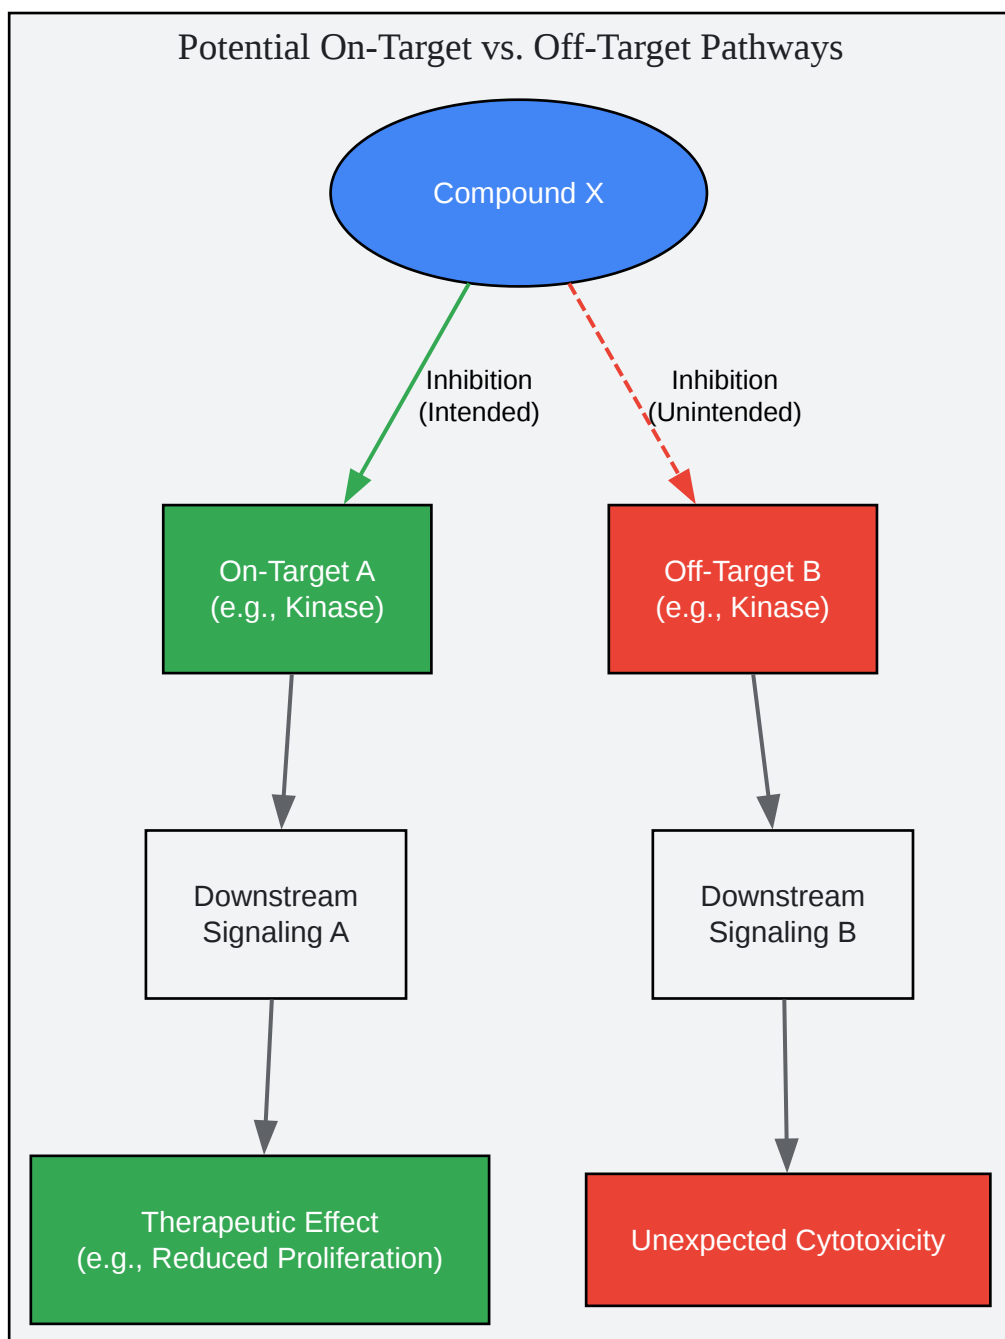 Potential On-Target vs. Off-Target Pathways
Compound X
Inhibition
(Intended)
Inhibition
(Unintended)
On-Target A
(e.g., Kinase)
Off-Target B
(e.g., Kinase)
Downstream
Signaling A
Downstream
Signaling B
Therapeutic Effect
(e.g., Reduced Proliferation)
Unexpected Cytotoxicity